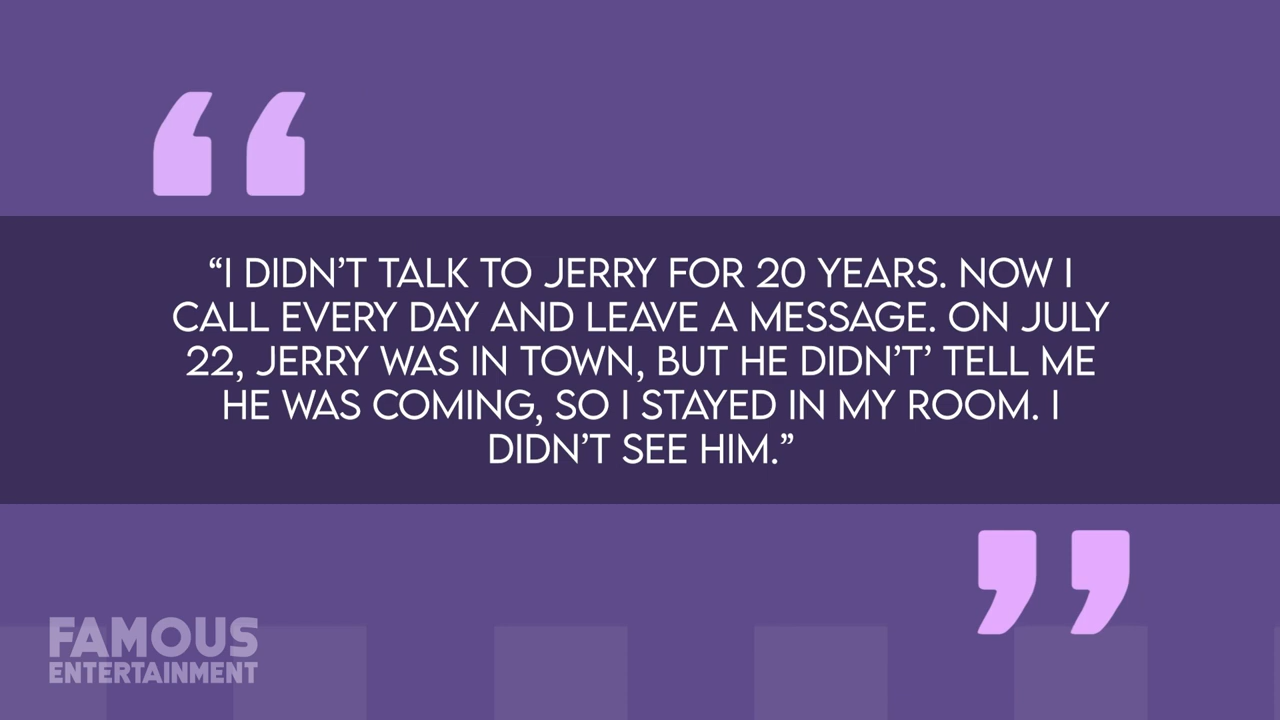 “I DIDN’T TALK TO JERRY FOR 20 YEARS. NOW I
CALL EVERY DAY AND LEAVE A MESSAGE. ON JULY
22, JERRY WAS IN TOWN, BUT HE DIDN’T’ TELL ME
HE WAS COMING, SO I STAYED IN MY ROOM. I
DIDN’T SEE HIM.”
FAMOUS
ENTERTAINMENT